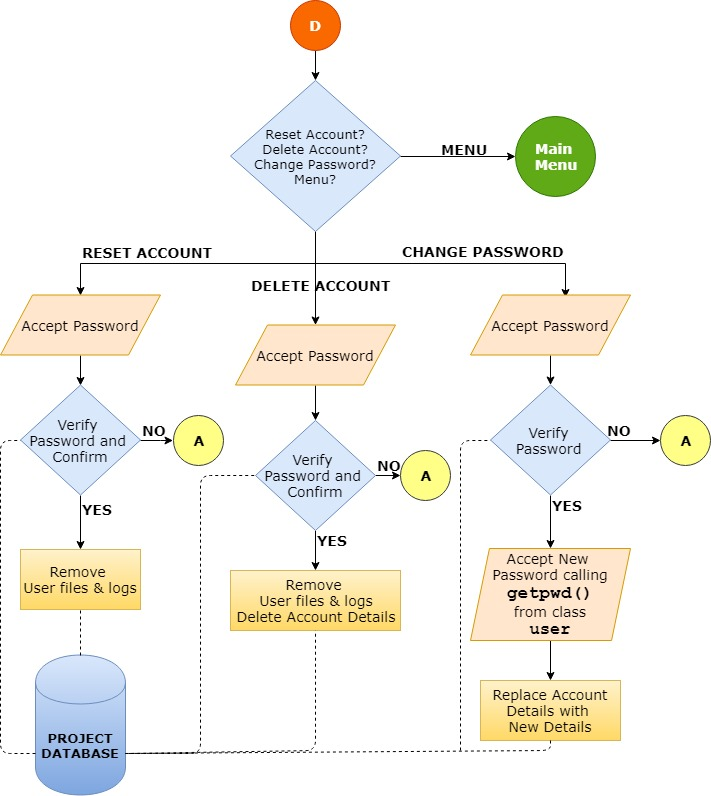 D
Reset Account?
Delete Account?
Change Password?
Menu?
MENU
Main
Menu
RESET ACCOUNT
CHANGE PASSWORD
DELETE ACCOUNT
Accept Password
Accept Password
Accept Password
Verify
Password and
Confirm
NO
A
Verify
Password and
Confirm
NO
A
Verify
Password
NO
A
YES
YES
YES
Remove
User files & logs
Remove
User files & logs
Delete Account Details
Accept New
Password calling
getpwd()
from class
user
Replace Account
Details with
New Details
PROJECT
DATABASE